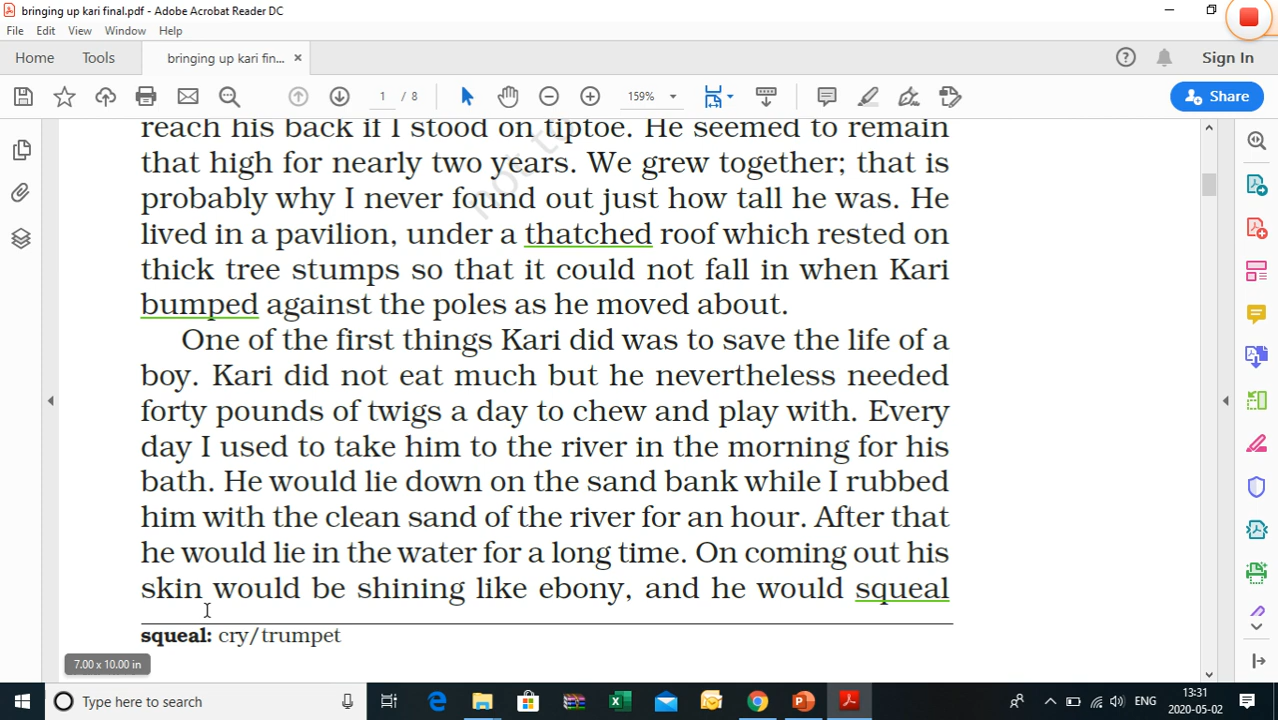 bringing up kari final.pdf - Adobe Acrobat Reader DC
File Edit View Window Help
Home Tools bringing up kari fin... × Sign In
1 / 8 159% Share
reach his back if I stood on tiptoe. He seemed to remain
that high for nearly two years. We grew together; that is
probably why I never found out just how tall he was. He
lived in a pavilion, under a thatched roof which rested on
thick tree stumps so that it could not fall in when Kari
bumped against the poles as he moved about.
One of the first things Kari did was to save the life of a
boy. Kari did not eat much but he nevertheless needed
forty pounds of twigs a day to chew and play with. Every
day I used to take him to the river in the morning for his
bath. He would lie down on the sand bank while I rubbed
him with the clean sand of the river for an hour. After that
he would lie in the water for a long time. On coming out his
skin would be shining like ebony, and he would squeal
squeal: cry/trumpet
7.00 x 10.00 in
Type here to search ENG 13:31
2020-05-02